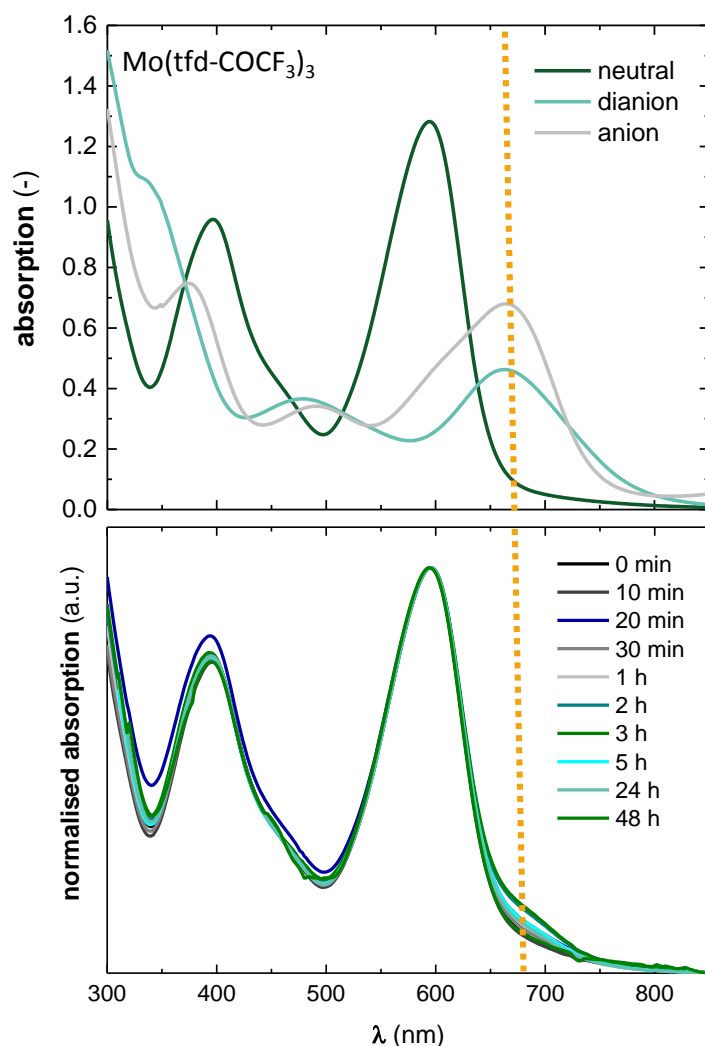 Mo(tfd-COCF₃)₃
neutral
dianion
anion
absorption (-)
1.6
1.4
1.2
1.0
0.8
0.6
0.4
0.2
0.0
0 min
10 min
20 min
30 min
1 h
2 h
3 h
5 h
24 h
48 h
normalised absorption (a.u.)
300 400 500 600 700 800
λ (nm)